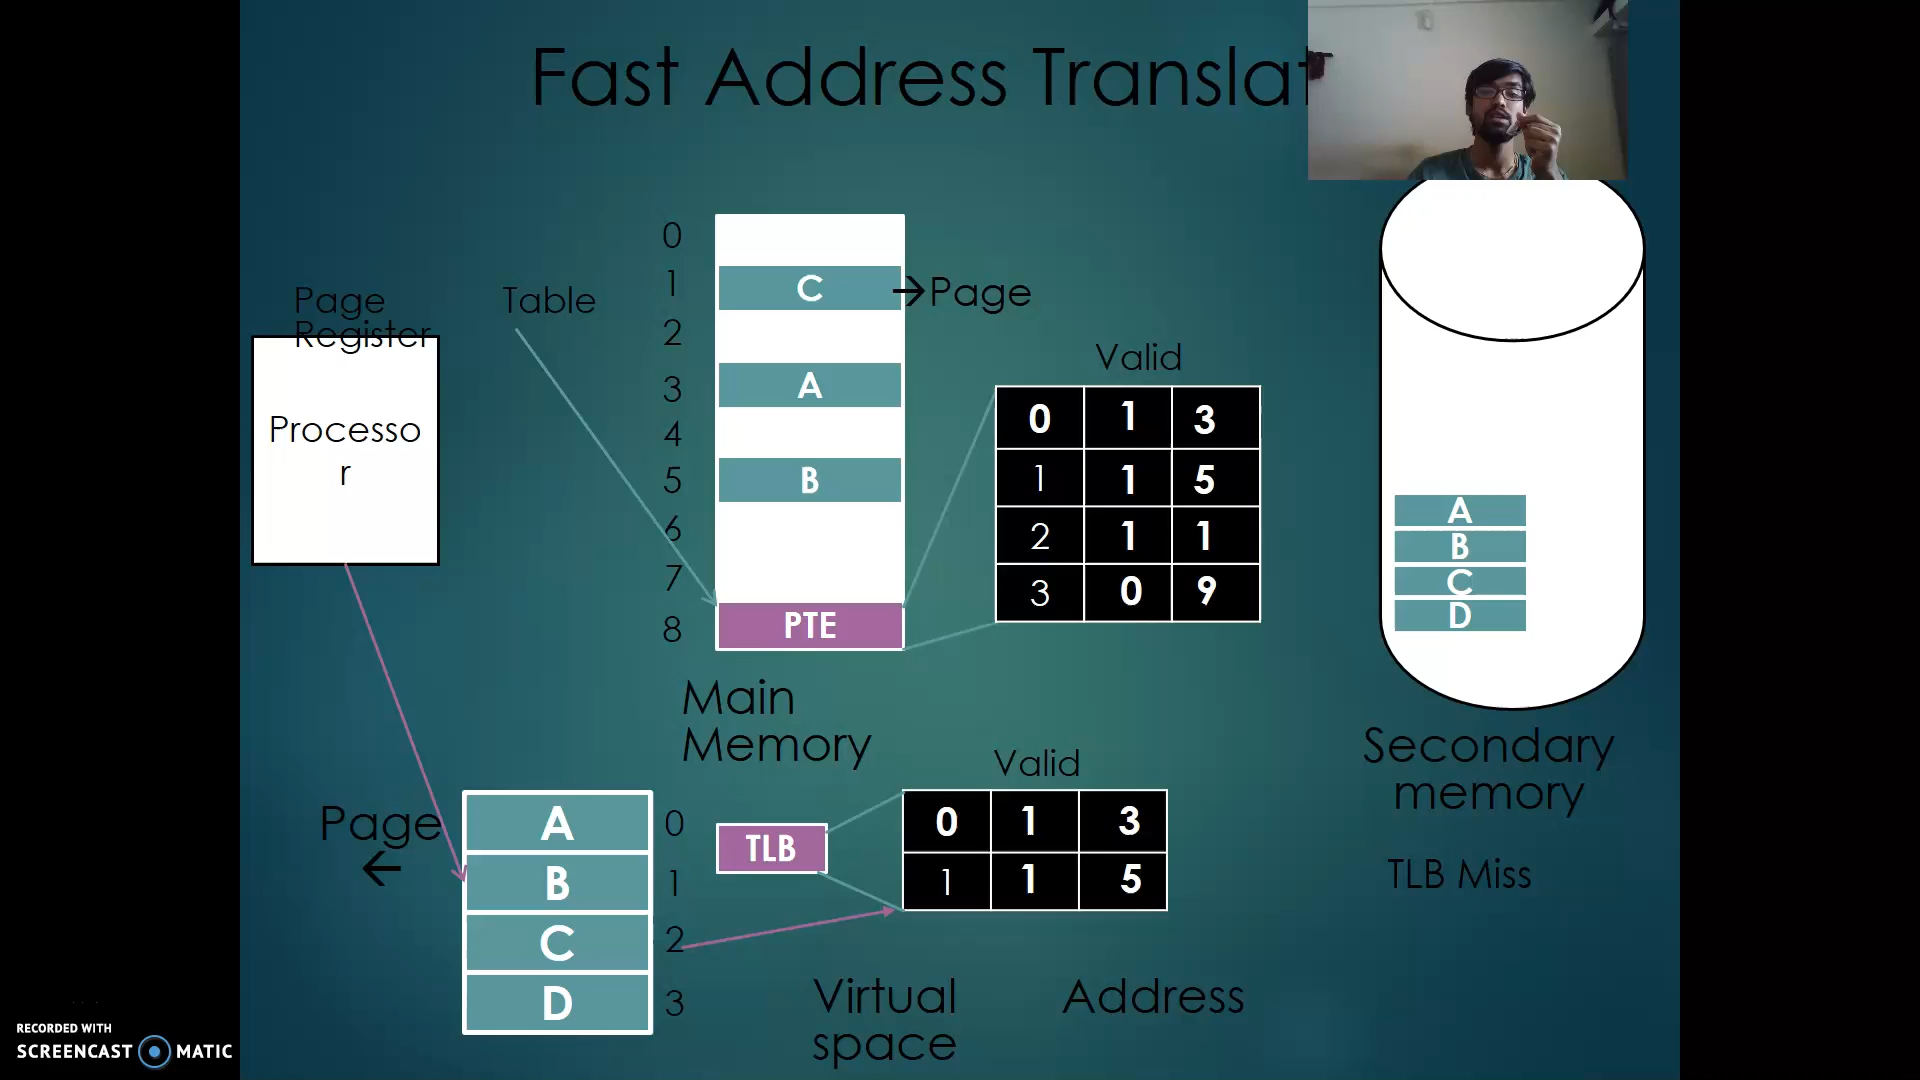 Fast Address Translat
0
1
2
3
4
5
6
7
8
C
A
B
PTE
→Page
Page Table
Register
Processo
r
Valid
0 1 3
1 1 5
2 1 1
3 0 9
Main
Memory
A
B
C
D
Secondary
memory
Page
←
A
B
C
D
0
1
2
3
TLB
Valid
0 1 3
1 1 5
TLB Miss
Virtual Address
space
RECORDED WITH
SCREENCAST MATIC